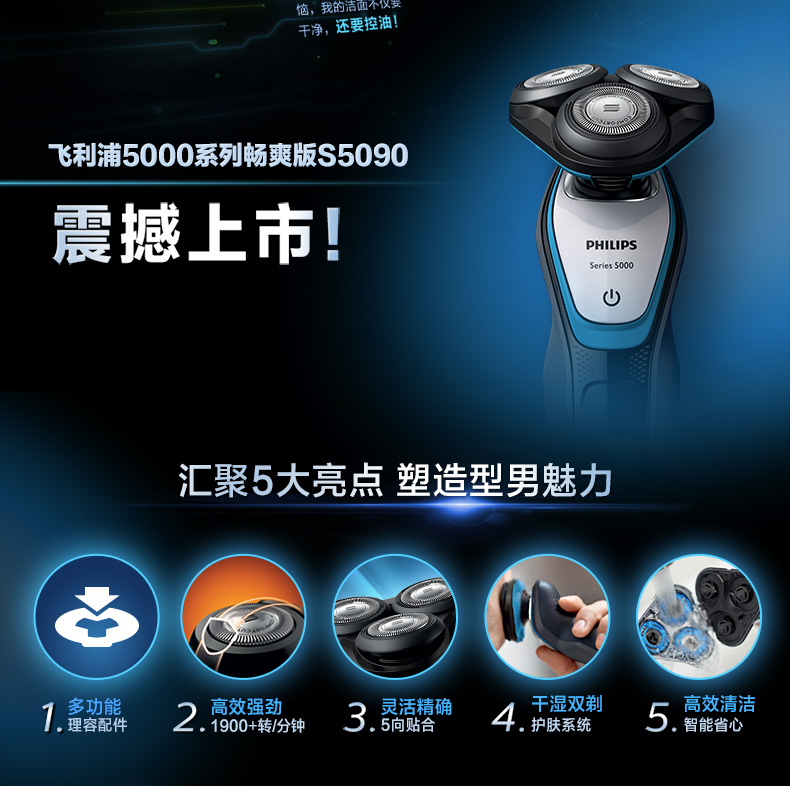 恼，我的洁面不仅要
干净，还要控油！
飞利浦5000系列畅爽版S5090
震撼上市！
PHILIPS
Series 5000
汇聚5大亮点 塑造型男魅力
1. 多功能
理容配件
2. 高效强劲
1900+转/分钟
3. 灵活精确
5向贴合
4. 干湿双剃
护肤系统
5. 高效清洁
智能省心